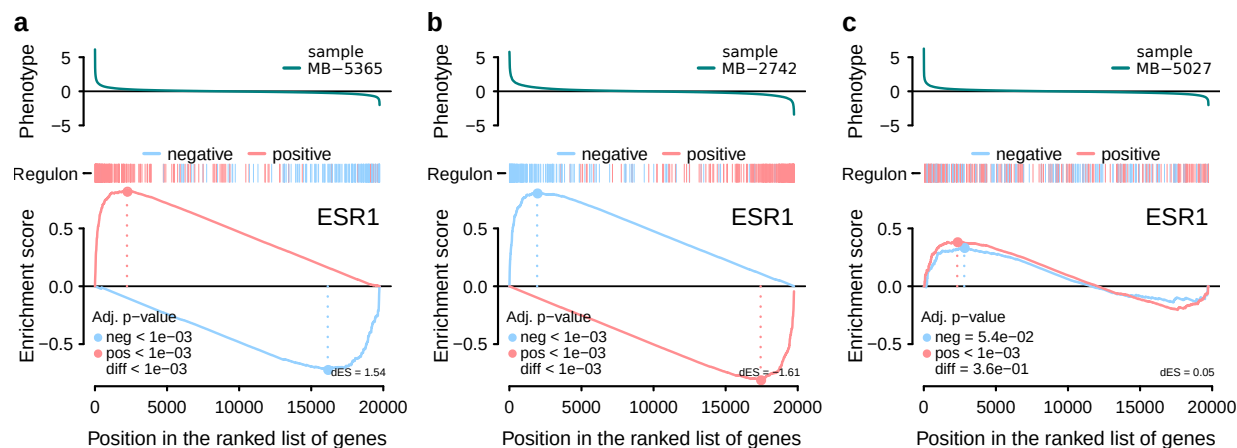 a
b
c
Phenotype
5
0
−5
sample
MB−5365
Phenotype
5
0
−5
sample
MB−2742
Phenotype
5
0
−5
sample
MB−5027
negative positive
Regulon
negative positive
Regulon
negative positive
Regulon
Enrichment score
0.5
0.0
−0.5
ESR1
Adj. p−value
neg < 1e−03
pos < 1e−03
diff < 1e−03
dES = 1.54
Enrichment score
0.5
0.0
−0.5
ESR1
Adj. p−value
neg < 1e−03
pos < 1e−03
diff < 1e−03
dES = −1.61
Enrichment score
0.5
0.0
−0.5
ESR1
Adj. p−value
neg = 5.4e−02
pos < 1e−03
diff = 3.6e−01
dES = 0.05
0 5000 10000 15000 20000
0 5000 10000 15000 20000
0 5000 10000 15000 20000
Position in the ranked list of genes
Position in the ranked list of genes
Position in the ranked list of genes